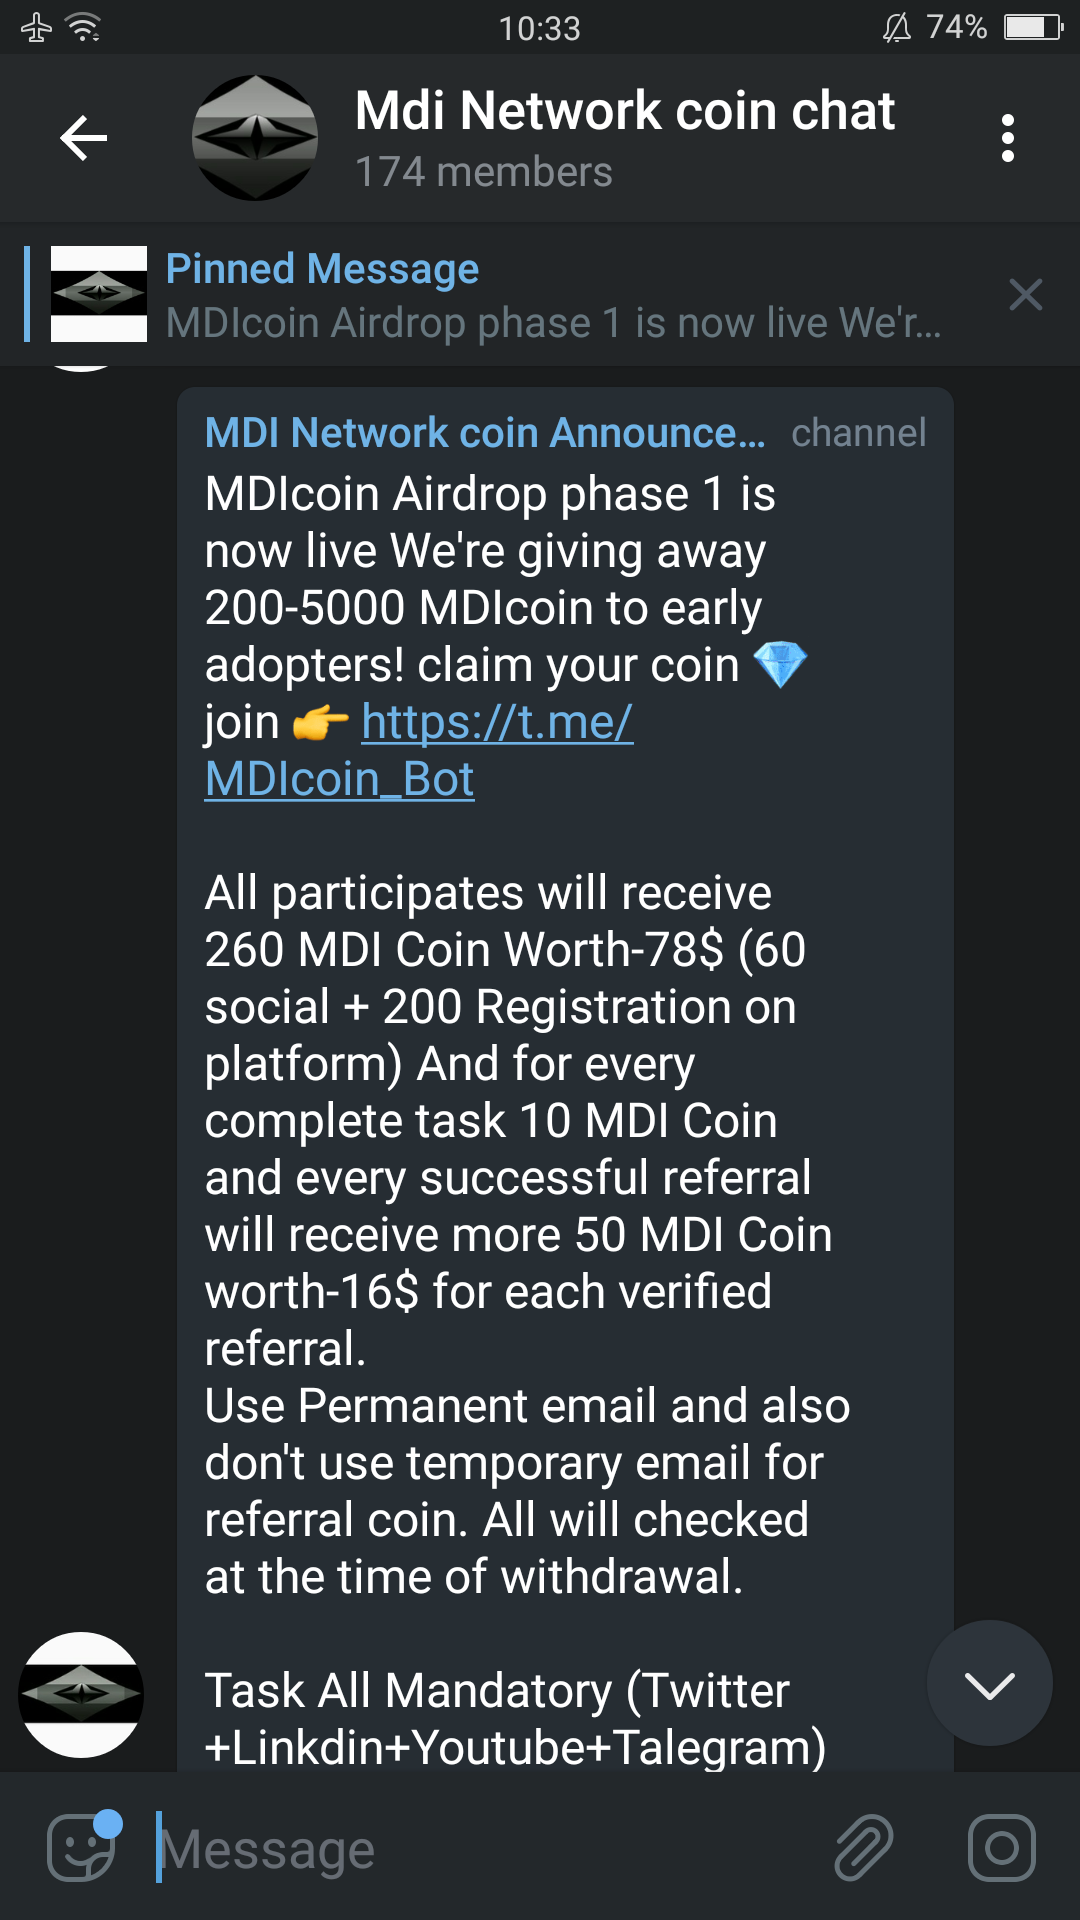 10:33
74%
Mdi Network coin chat
174 members
Pinned Message
MDIcoin Airdrop phase 1 is now live We'r...
MDI Network coin Announce... channel
MDIcoin Airdrop phase 1 is
now live We're giving away
200-5000 MDIcoin to early
adopters! claim your coin 💎
join 👉 https://t.me/
MDIcoin_Bot
All participates will receive
260 MDI Coin Worth-78$ (60
social + 200 Registration on
platform) And for every
complete task 10 MDI Coin
and every successful referral
will receive more 50 MDI Coin
worth-16$ for each verified
referral.
Use Permanent email and also
don't use temporary email for
referral coin. All will checked
at the time of withdrawal.
Task All Mandatory (Twitter
+Linkdin+Youtube+Talegram)
Message